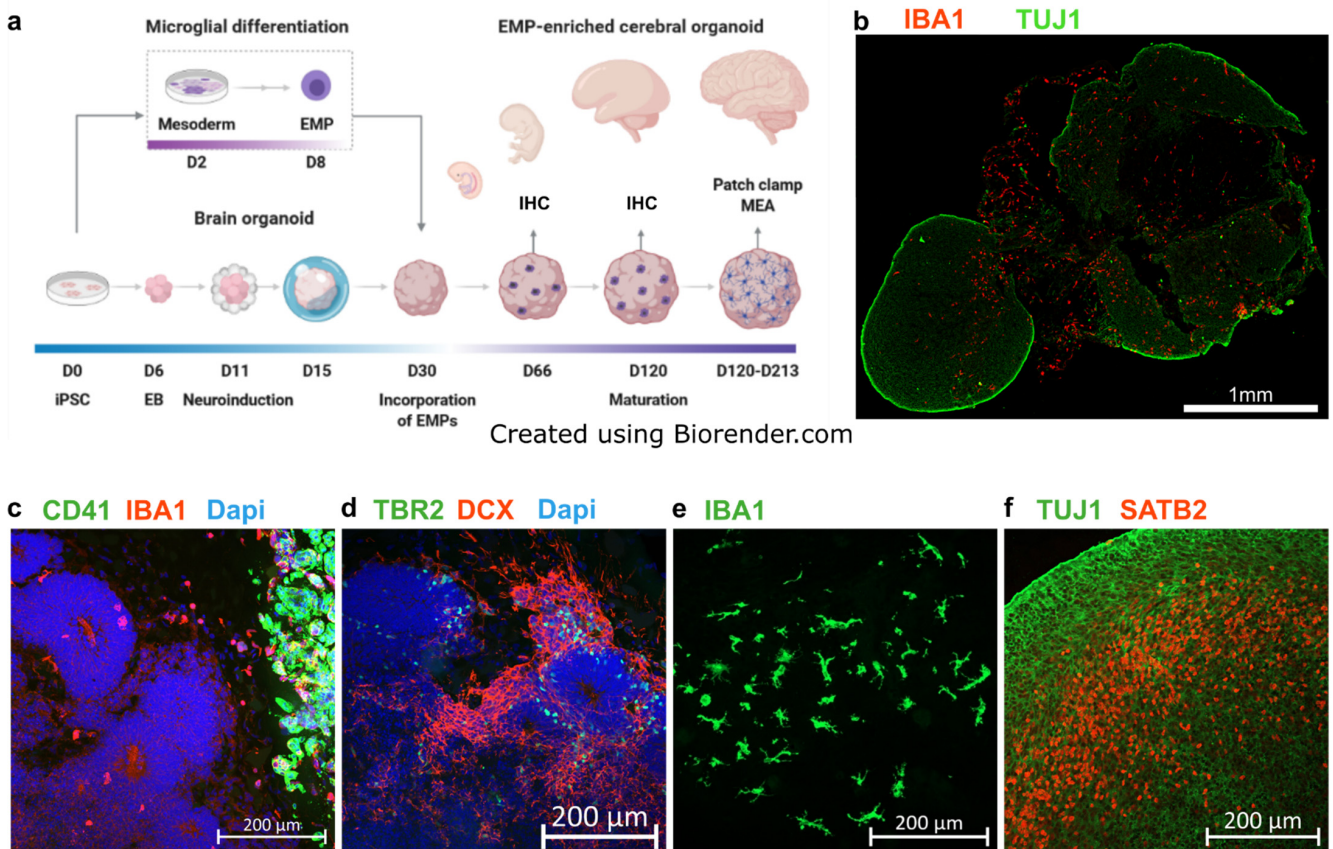 a
Microglial differentiation
EMP-enriched cerebral organoid
Mesoderm EMP
D2 D8
Brain organoid
IHC IHC Patch clamp
MEA
D0 D6 D11 D15 D30 D66 D120 D120-D213
iPSC EB Neuroinduction Incorporation
of EMPs Maturation
Created using Biorender.com
b IBA1 TUJ1
1mm
c CD41 IBA1 Dapi
200 µm
d TBR2 DCX Dapi
200 µm
e IBA1
200 µm
f TUJ1 SATB2
200 µm